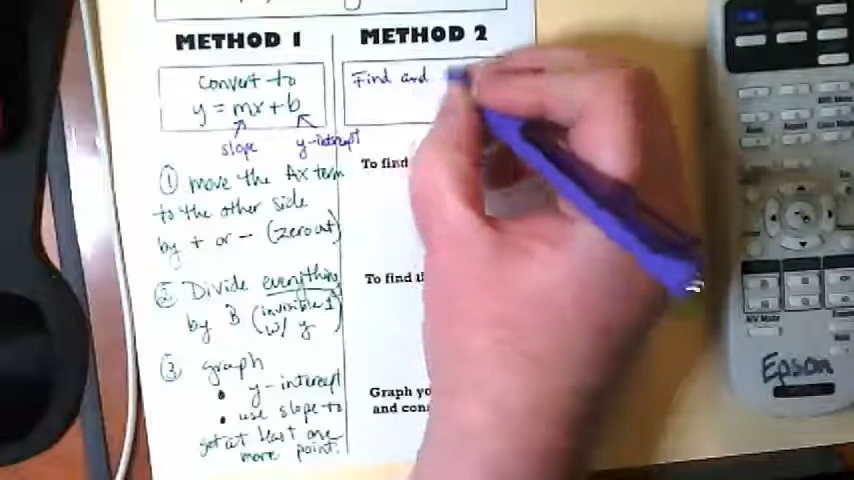 METHOD 1
METHOD 2
Convert to
y = mx + b
slope
y-intercept
① move the Ax term
to the other side
by + or - (zero out)
② Divide everything
by B (invisible 1
w/ y)
③ graph
• y-intercept
• use slope to
get at least one
more point.
Find and
To find
To find
Graph
and
Epson